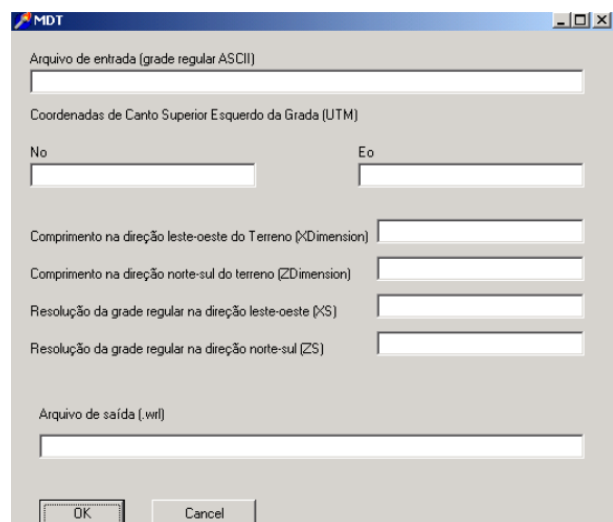 MDT
Arquivo de entrada (grade regular ASCII)
Coordenadas de Canto Superior Esquerdo da Grada (UTM)
No Eo
Comprimento na direção leste-oeste do Terreno (XDimension)
Comprimento na direção norte-sul do terreno (ZDimension)
Resolução da grade regular na direção leste-oeste (XS)
Resolução da grade regular na direção norte-sul (ZS)
Arquivo de saída (.wrl)
OK Cancel